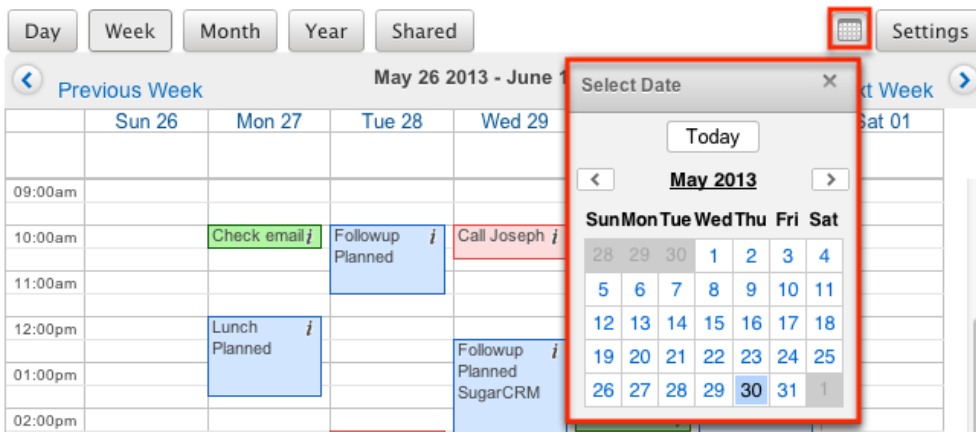 Day Week Month Year Shared Settings
Previous Week May 26 2013 - June 1 xt Week
Sun 26 Mon 27 Tue 28 Wed 29 Sat 01
09:00am
10:00am Check email i Followup i Call Joseph i
Planned
11:00am
12:00pm Lunch i
Planned
Followup i
01:00pm Planned
SugarCRM
02:00pm
Select Date ×
Today
< May 2013 >
Sun Mon Tue Wed Thu Fri Sat
28 29 30 1 2 3 4
5 6 7 8 9 10 11
12 13 14 15 16 17 18
19 20 21 22 23 24 25
26 27 28 29 30 31 1